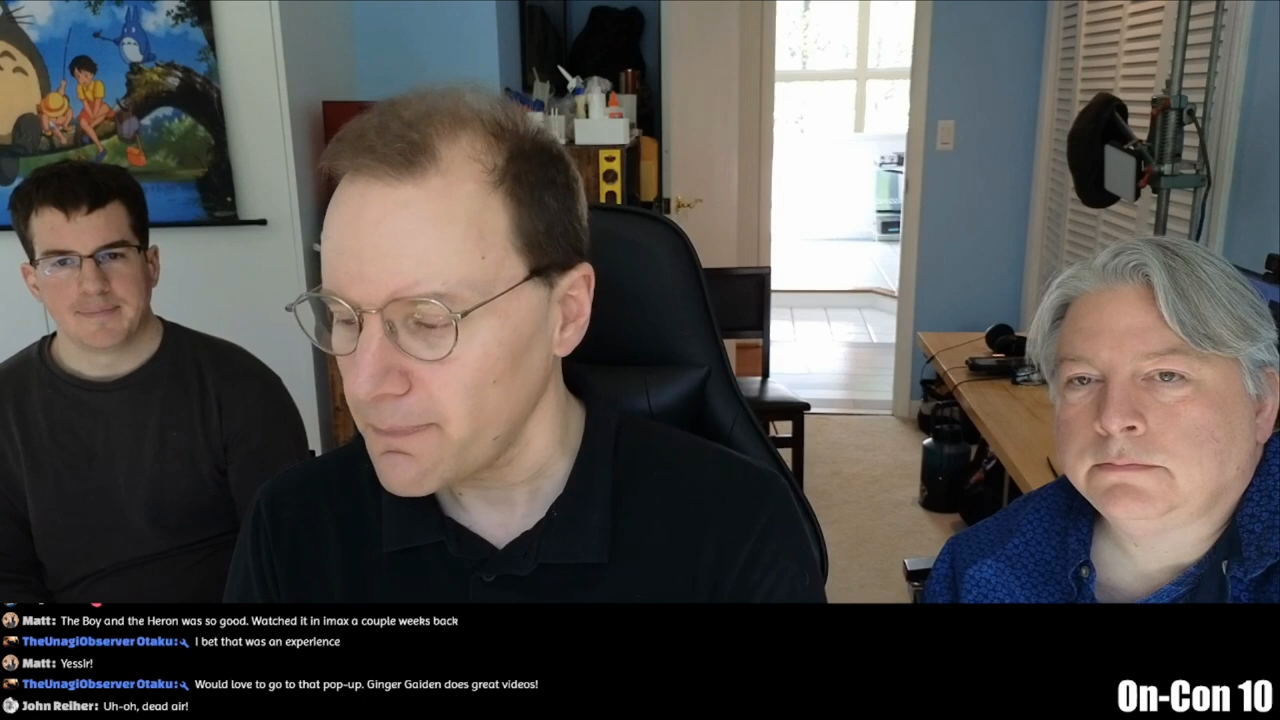 Matt: The Boy and the Heron was so good. Watched it in imax a couple weeks back
TheUnagiObserver Otaku: I bet that was an experience
Matt: Yessir!
TheUnagiObserver Otaku: Would love to go to that pop-up. Ginger Gaiden does great videos!
John Reiher: Uh-oh, dead air!
On-Con 10